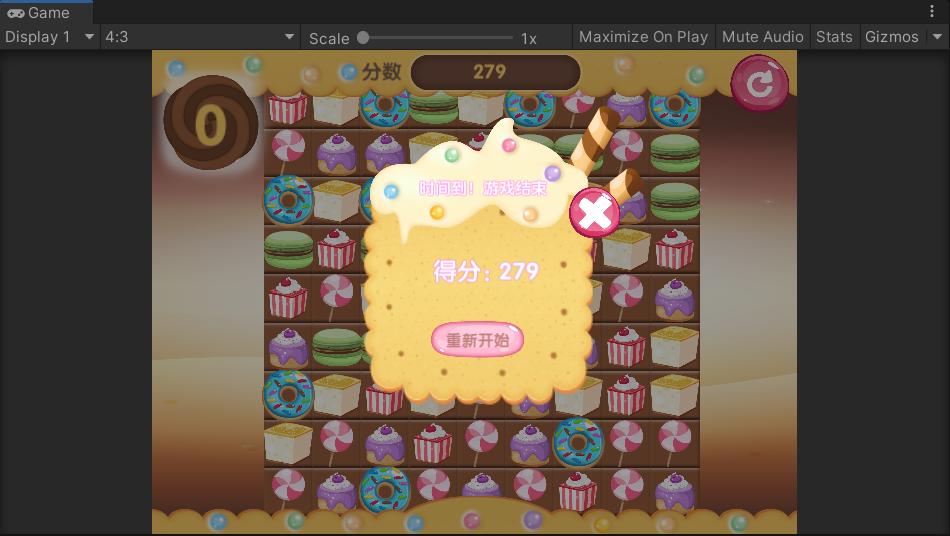 Game
Display 1
4:3
Scale
1x
Maximize On Play
Mute Audio
Stats
Gizmos
分数
279
0
时间到！游戏结束
得分: 279
重新开始